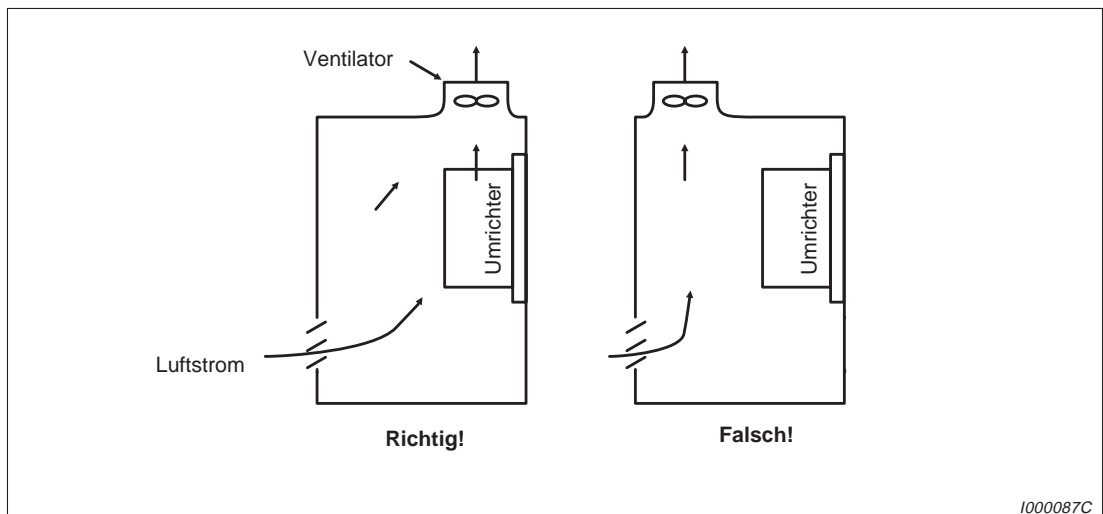 Ventilator
Umrichter
Umrichter
Luftstrom
Richtig!
Falsch!
I000087C